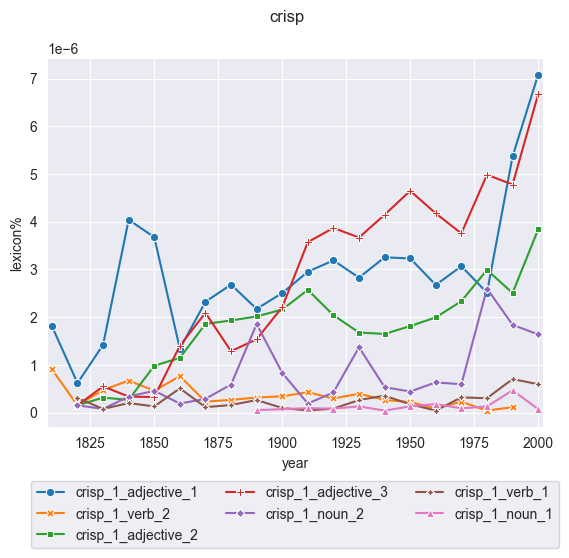 crisp
1e−6
7
6
5
4
3
2
1
0
lexicon%
1825 1850 1875 1900 1925 1950 1975 2000
year
crisp_1_adjective_1 crisp_1_adjective_3 crisp_1_verb_1
crisp_1_verb_2 crisp_1_noun_2 crisp_1_noun_1
crisp_1_adjective_2